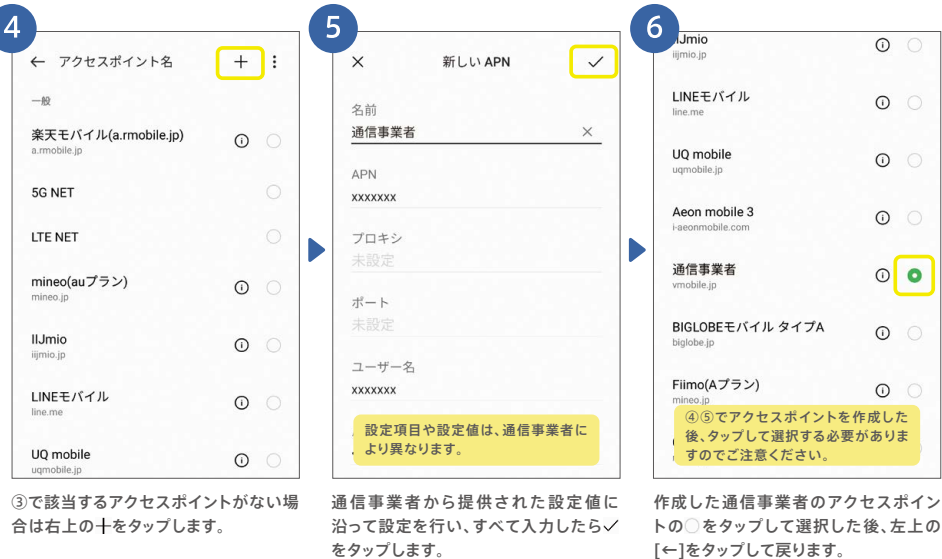 4
← アクセスポイント名 + ⋮
一般
楽天モバイル(a.rmobile.jp)
a.rmobile.jp
5G NET
LTE NET
mineo(auプラン)
mineo.jp
IIJmio
iijmio.jp
LINEモバイル
line.me
UQ mobile
uqmobile.jp
③で該当するアクセスポイントがない場
合は右上の+をタップします。
5
× 新しい APN ✓
名前
通信事業者 ×
APN
xxxxxxx
プロキシ
未設定
ポート
未設定
ユーザー名
xxxxxxx
設定項目や設定値は、通信事業者に
より異なります。
通信事業者から提供された設定値に
沿って設定を行い、すべて入力したら✓
をタップします。
6
IIJmio
iijmio.jp
LINEモバイル
line.me
UQ mobile
uqmobile.jp
Aeon mobile 3
i-aeonmobile.com
通信事業者
vmobile.jp
BIGLOBEモバイル タイプA
biglobe.jp
Fiimo(Aプラン)
mineo.jp
④⑤でアクセスポイントを作成した
後、タップして選択する必要がありま
すのでご注意ください。
作成した通信事業者のアクセスポイン
トの○をタップして選択した後、左上の
[←]をタップして戻ります。